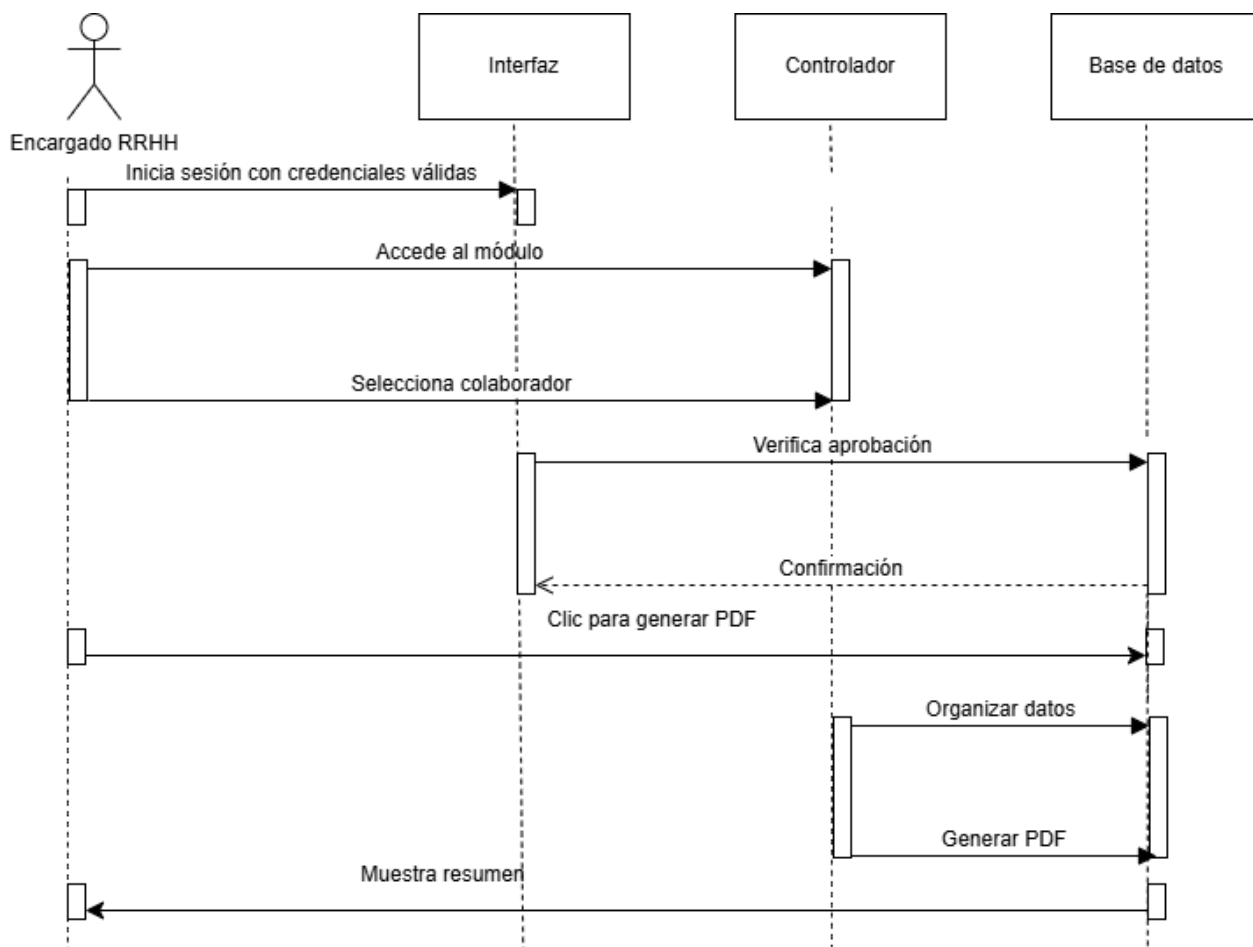 Interfaz
Controlador
Base de datos
Encargado RRHH
Inicia sesión con credenciales válidas
Accede al módulo
Selecciona colaborador
Verifica aprobación
Confirmación
Clic para generar PDF
Organizar datos
Generar PDF
Muestra resumen